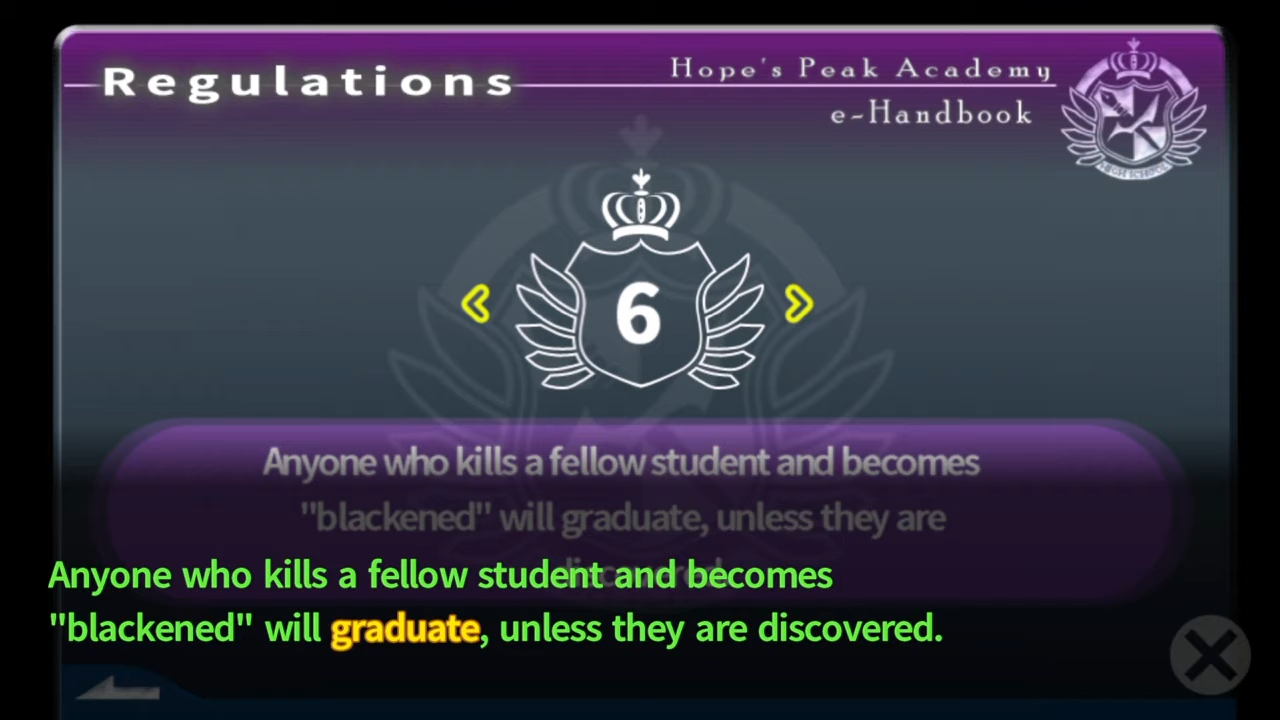 Regulations
Hope's Peak Academy
e-Handbook
6
Anyone who kills a fellow student and becomes
"blackened" will graduate, unless they are
discovered.
Anyone who kills a fellow student and becomes
"blackened" will graduate, unless they are discovered.